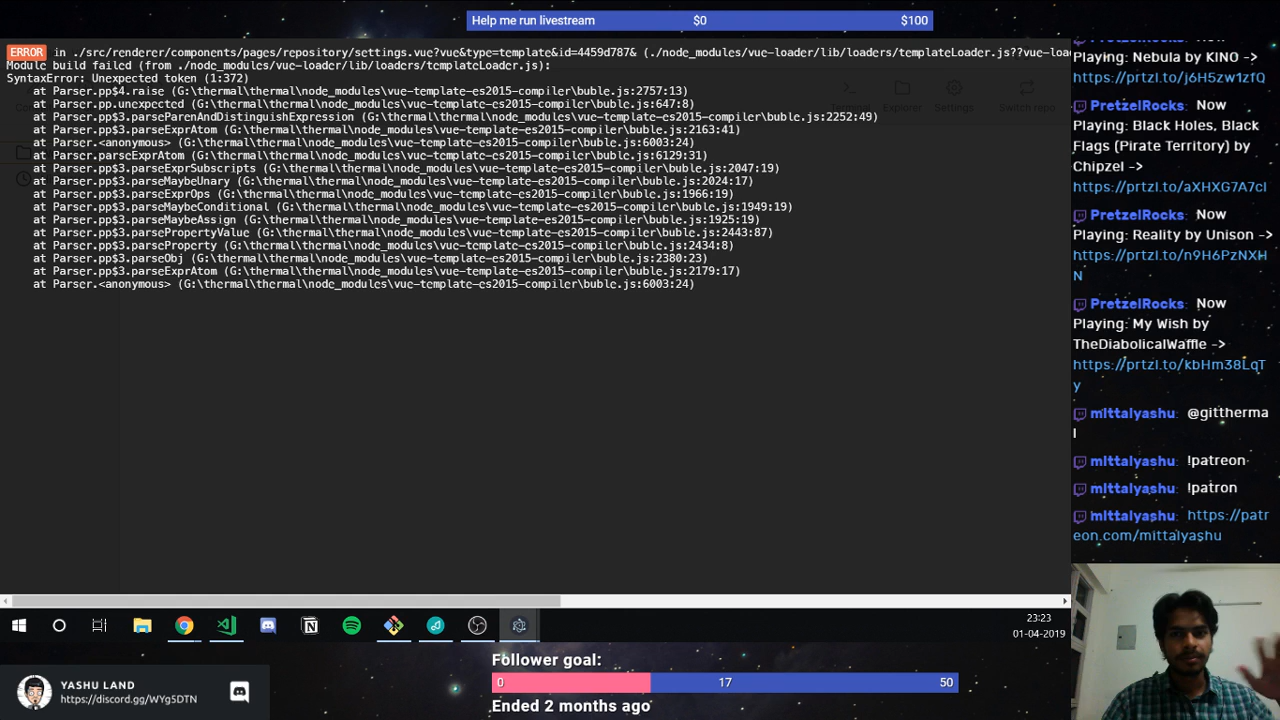 Help me run livestream $0 $100
ERROR in ./src/renderer/components/pages/repository/settings.vue?vue&type=template&id=4459d787& (./node_modules/vue-loader/lib/loaders/templateLoader.js??vue-loa
Module build failed (from ./node_modules/vue-loader/lib/loaders/templateLoader.js):
SyntaxError: Unexpected token (1:372)
at Parser.pp$4.raise (G:\thermal\thermal\node_modules\vue-template-es2015-compiler\buble.js:2757:13)
at Parser.pp.unexpected (G:\thermal\thermal\node_modules\vue-template-es2015-compiler\buble.js:647:8)
at Parser.pp$3.parseParenAndDistinguishExpression (G:\thermal\thermal\node_modules\vue-template-es2015-compiler\buble.js:2252:49)
at Parser.pp$3.parseExprAtom (G:\thermal\thermal\node_modules\vue-template-es2015-compiler\buble.js:2163:41)
at Parser.<anonymous> (G:\thermal\thermal\node_modules\vue-template-es2015-compiler\buble.js:6003:24)
at Parser.parseExprAtom (G:\thermal\thermal\node_modules\vue-template-es2015-compiler\buble.js:6129:31)
at Parser.pp$3.parseExprSubscripts (G:\thermal\thermal\node_modules\vue-template-es2015-compiler\buble.js:2047:19)
at Parser.pp$3.parseMaybeUnary (G:\thermal\thermal\node_modules\vue-template-es2015-compiler\buble.js:2024:17)
at Parser.pp$3.parseExprOps (G:\thermal\thermal\node_modules\vue-template-es2015-compiler\buble.js:1966:19)
at Parser.pp$3.parseMaybeConditional (G:\thermal\thermal\node_modules\vue-template-es2015-compiler\buble.js:1949:19)
at Parser.pp$3.parseMaybeAssign (G:\thermal\thermal\node_modules\vue-template-es2015-compiler\buble.js:1925:19)
at Parser.pp$3.parsePropertyValue (G:\thermal\thermal\node_modules\vue-template-es2015-compiler\buble.js:2443:87)
at Parser.pp$3.parseProperty (G:\thermal\thermal\node_modules\vue-template-es2015-compiler\buble.js:2434:8)
at Parser.pp$3.parseObj (G:\thermal\thermal\node_modules\vue-template-es2015-compiler\buble.js:2380:23)
at Parser.pp$3.parseExprAtom (G:\thermal\thermal\node_modules\vue-template-es2015-compiler\buble.js:2179:17)
at Parser.<anonymous> (G:\thermal\thermal\node_modules\vue-template-es2015-compiler\buble.js:6003:24)
Terminal Explorer Settings Switch repo
Playing: Nebula by KINO ->
https://prtzl.to/j6H5zw1zfQ
PretzelRocks: Now
Playing: Black Holes, Black
Flags (Pirate Territory) by
Chipzel ->
https://prtzl.to/aXHXG7A7cI
PretzelRocks: Now
Playing: Reality by Unison ->
https://prtzl.to/n9H6PzNXH
N
PretzelRocks: Now
Playing: My Wish by
TheDiabolicalWaffle ->
https://prtzl.to/kbHm38LqT
y
mittalyashu: @gittherma
l
mittalyashu: !patreon
mittalyashu: !patron
mittalyashu: https://patr
eon.com/mittalyashu
23:23
01-04-2019
YASHU LAND
https://discord.gg/WYg5DTN
Follower goal:
0 17 50
Ended 2 months ago